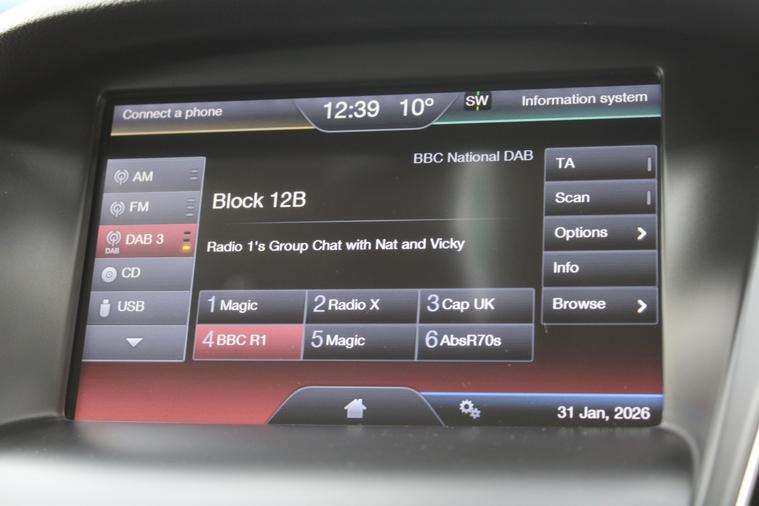 Connect a phone
12:39 10°
SW
Information system
BBC National DAB
AM
FM
DAB 3
DAB
CD
USB
Block 12B
Radio 1's Group Chat with Nat and Vicky
1 Magic
2 Radio X
3 Cap UK
4 BBC R1
5 Magic
6 AbsR70s
TA
Scan
Options
Info
Browse
31 Jan, 2026